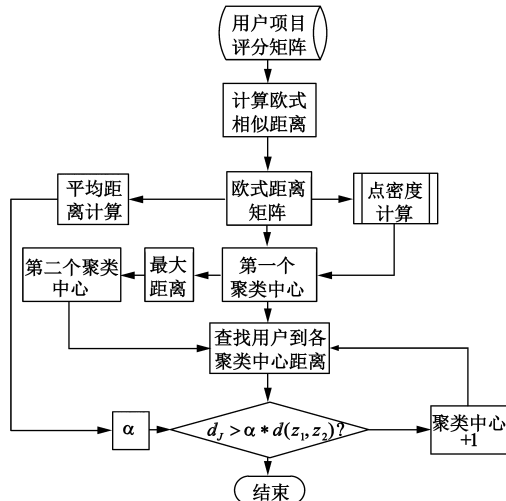 用户项目
评分矩阵
计算欧式
相似距离
平均距
离计算
欧式距离
矩阵
点密度
计算
第二个聚类
中心
最大
距离
第一个
聚类中心
查找用户到各
聚类中心距离
α
d_J > α * d(z_1, z_2)?
聚类中心
+1
结束